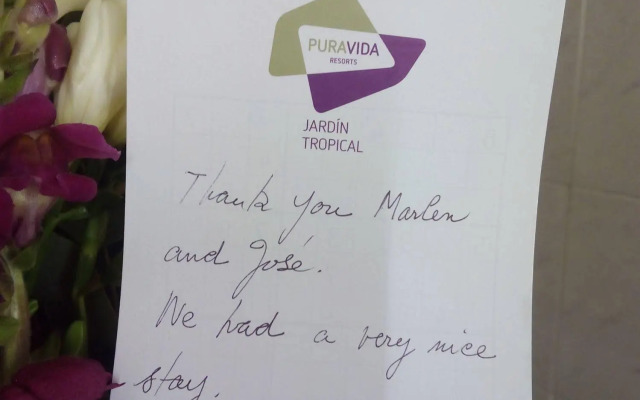 PURAVIDA
RESORTS
JARDÍN
TROPICAL
Thank you Marlen
and José.
We had a very nice
stay.